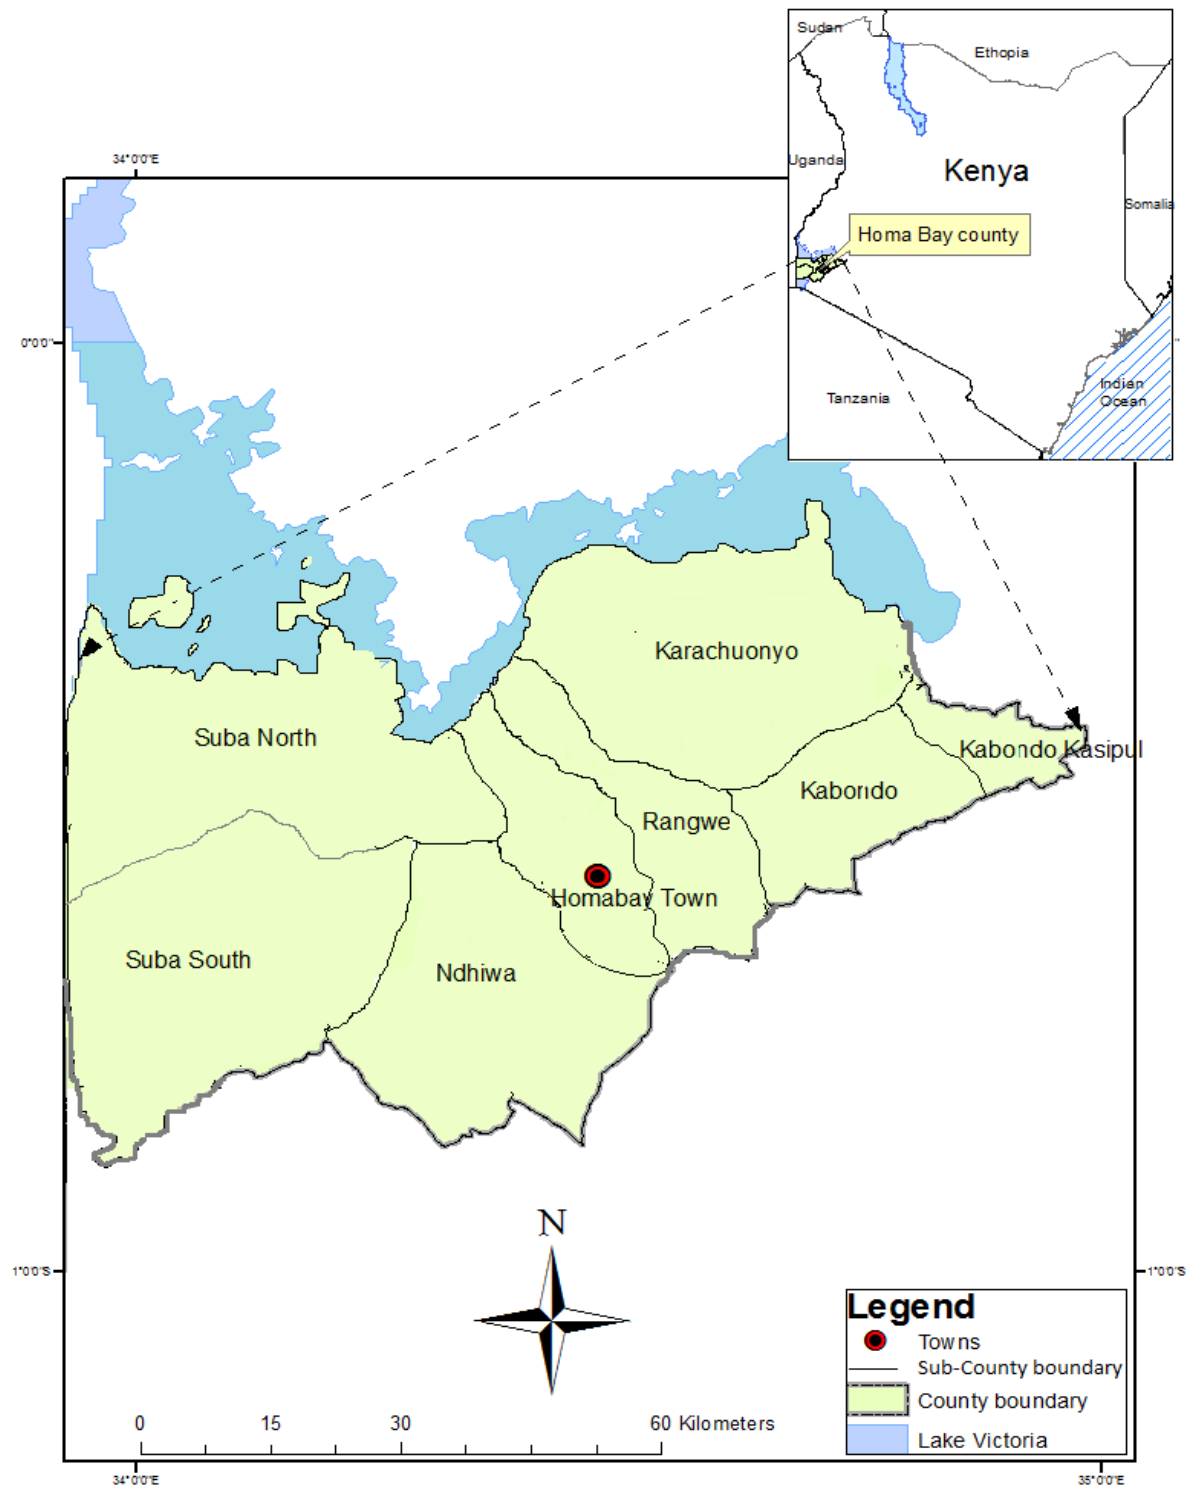 Sudan
Ethiopia
Uganda
Kenya
Somalia
Homa Bay county
Tanzania
Indian
Ocean
34°0'0"E
0°0'0"
"
Karachuonyo
Suba North
Kabondo Kasipul
Kabondo
Rangwe
Homabay Town
Suba South
Ndhiwa
N
1°0'0"S
1°0'0"S
Legend
Towns
Sub-County boundary
County boundary
Lake Victoria
0 15 30 60 Kilometers
34°0'0"E
35°0'0"E